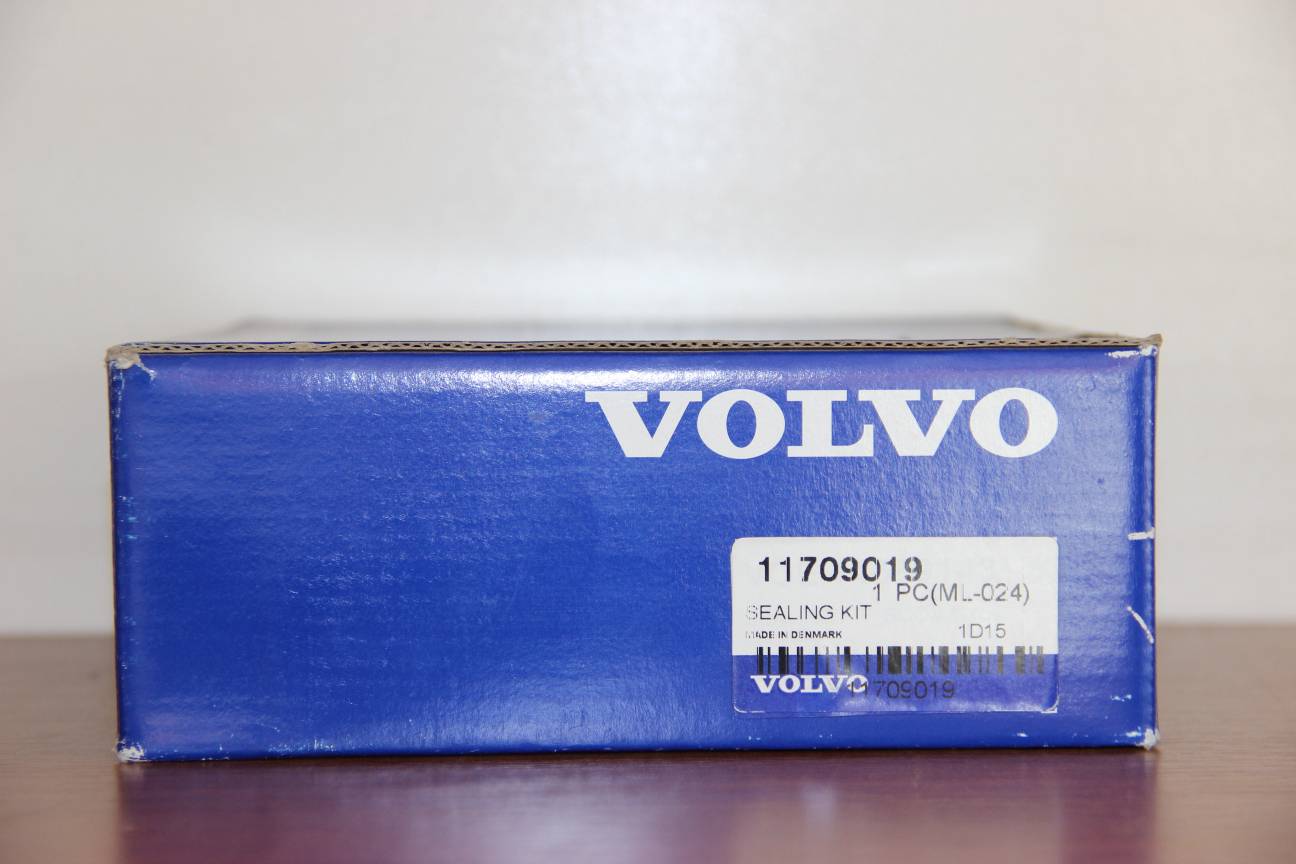 VOLVO
11709019
1 PC(ML-024)
SEALING KIT
MADE IN DENMARK 1D15
VOLVO 11709019